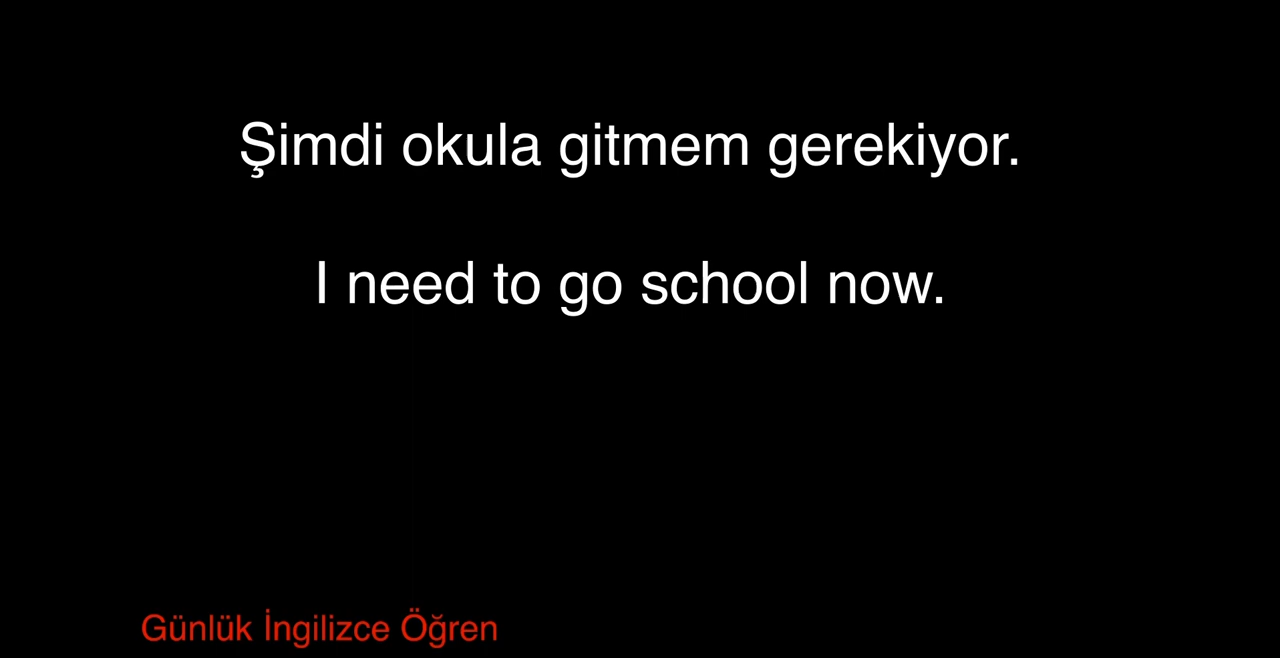 Şimdi okula gitmem gerekiyor.
I need to go school now.
Günlük İngilizce Öğren